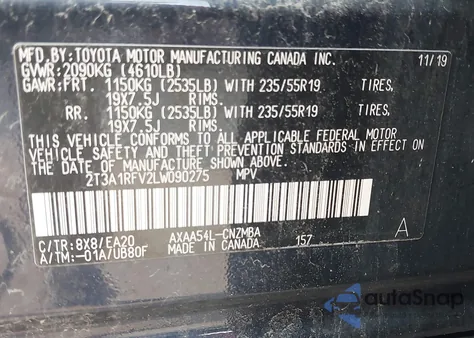 MFD.BY:TOYOTA MOTOR MANUFACTURING CANADA INC. 11/19
GVWR:2090KG (4610LB)
GAWR:FRT. 1150KG (2535LB) WITH 235/55R19 TIRES,
19X7.5J RIMS.
RR. 1150KG (2535LB) WITH 235/55R19 TIRES,
19X7.5J RIMS.
THIS VEHICLE CONFORMS TO ALL APPLICABLE FEDERAL MOTOR
VEHICLE SAFETY AND THEFT PREVENTION STANDARDS IN EFFECT ON
THE DATE OF MANUFACTURE SHOWN ABOVE.
2T3A1RFV2LW090275 MPV
C/TR:8X8/EA20 AXAA54L-CNZMBA A
A/TM:-01A/UB80F MADE IN CANADA 157
autoSnap